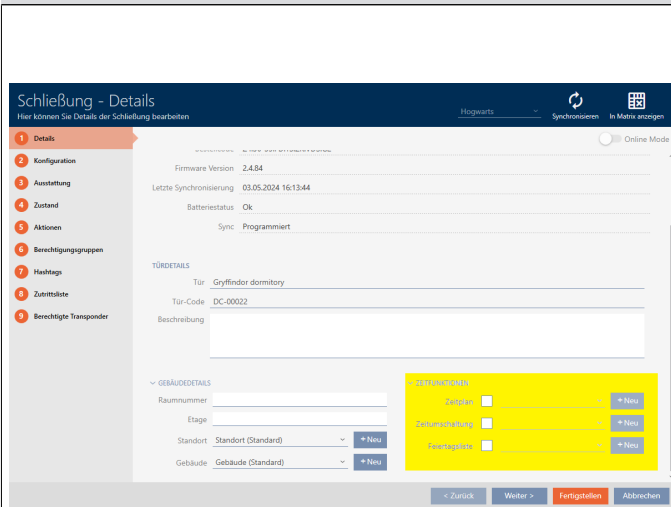 Schließung - Details
Hier können Sie Details der Schließung bearbeiten
Hogwarts
Synchronisieren
In Matrix anzeigen
1 Details
Online Mode
2 Konfiguration
3 Ausstattung
4 Zustand
5 Aktionen
6 Berechtigungsgruppen
7 Hashtags
8 Zutrittsliste
9 Berechtigte Transponder
Firmware Version 2.4.84
Letzte Synchronisierung 03.05.2024 16:13:44
Batteriestatus Ok
Sync Programmiert
TÜRDETAILS
Tür Gryffindor dormitory
Tür-Code DC-00022
Beschreibung
GEBÄUDEDETAILS
Raumnummer
Etage
Standort Standort (Standard) + Neu
Gebäude Gebäude (Standard) + Neu
ZEITFUNKTIONEN
Zeitplan + Neu
Zeitumschaltung + Neu
Feiertagsliste + Neu
< Zurück Weiter > Fertigstellen Abbrechen